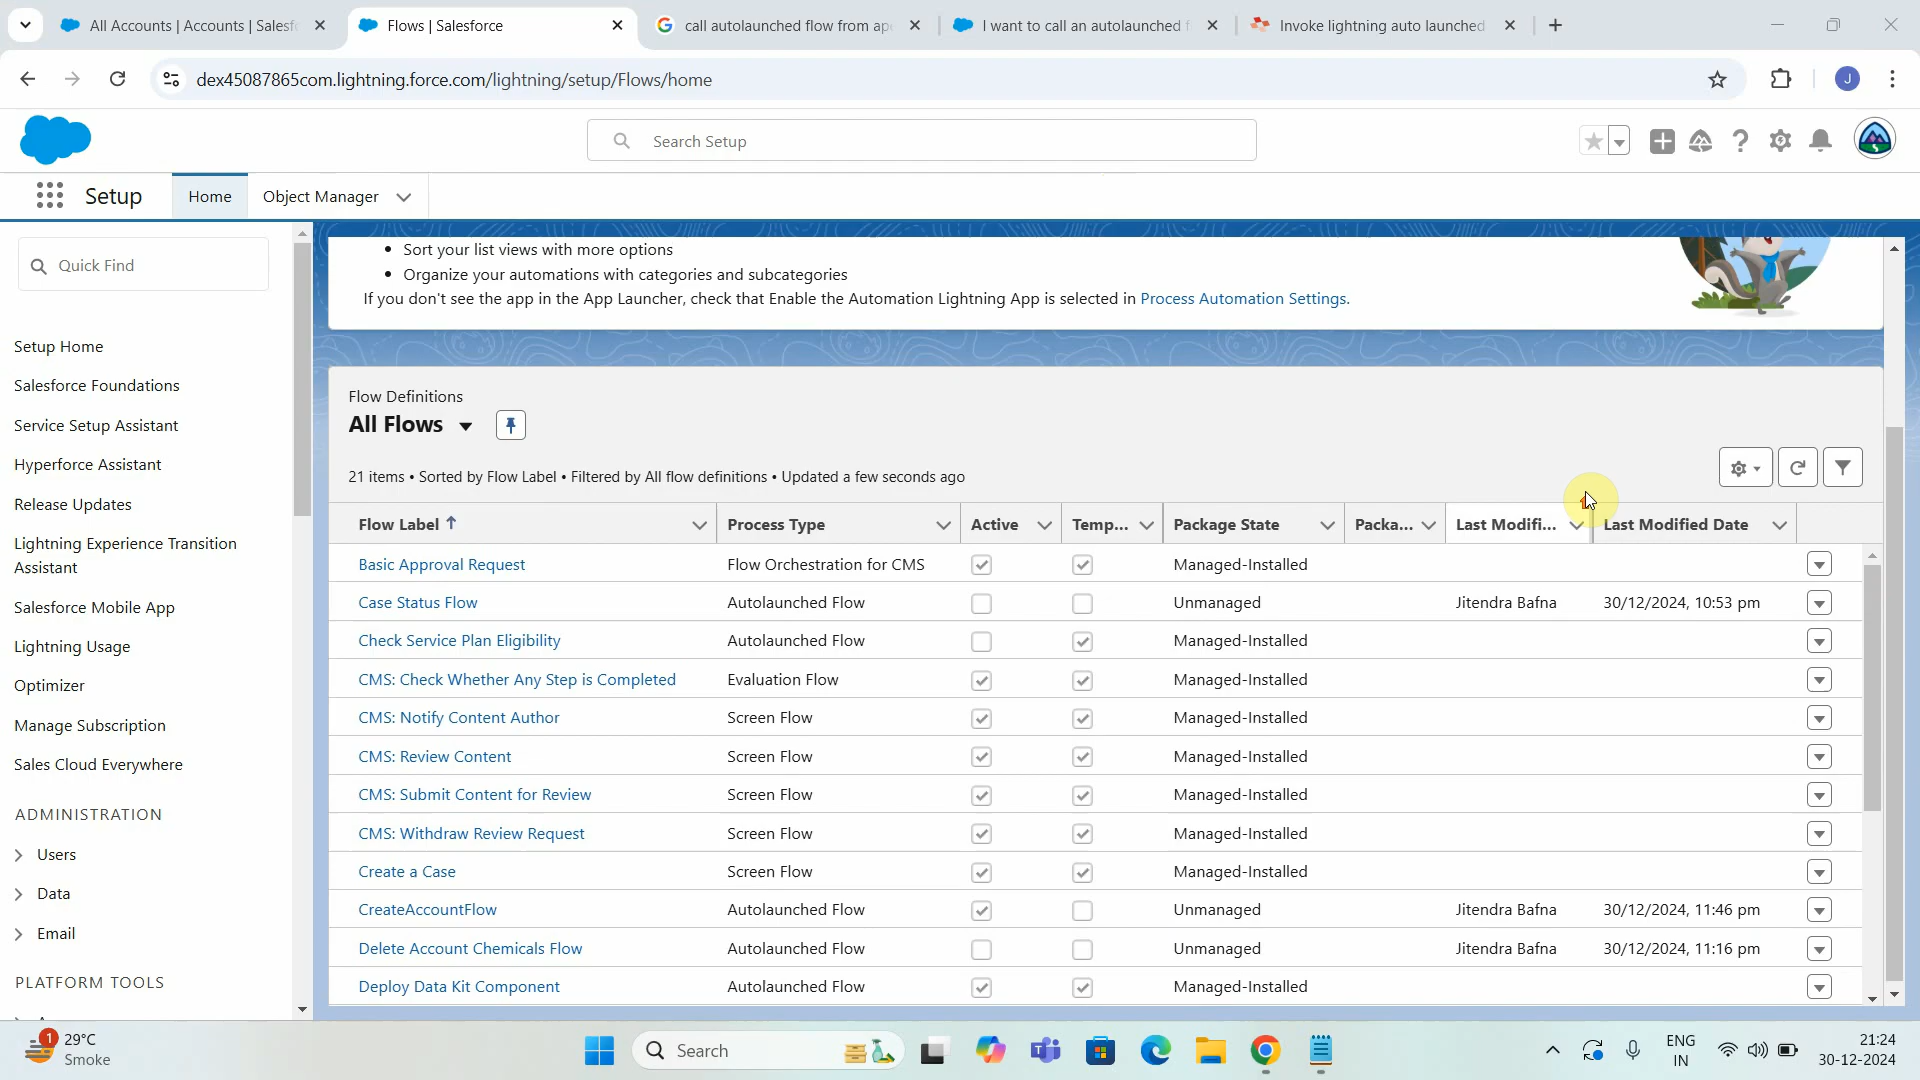 All Accounts | Accounts | Salesf
Flows | Salesforce
call autolaunched flow from ape
I want to call an autolaunched f
Invoke lightning auto launched
dex45087865com.lightning.force.com/lightning/setup/Flows/home
J
Search Setup
Setup
Home
Object Manager
Quick Find
Setup Home
Salesforce Foundations
Service Setup Assistant
Hyperforce Assistant
Release Updates
Lightning Experience Transition
Assistant
Salesforce Mobile App
Lightning Usage
Optimizer
Manage Subscription
Sales Cloud Everywhere
ADMINISTRATION
Users
Data
Email
PLATFORM TOOLS
Sort your list views with more options
Organize your automations with categories and subcategories
If you don't see the app in the App Launcher, check that Enable the Automation Lightning App is selected in Process Automation Settings.
Flow Definitions
All Flows
21 items • Sorted by Flow Label • Filtered by All flow definitions • Updated a few seconds ago
Flow Label Process Type Active Temp... Package State Packa... Last Modifi... Last Modified Date
Basic Approval Request Flow Orchestration for CMS Managed-Installed
Case Status Flow Autolaunched Flow Unmanaged Jitendra Bafna 30/12/2024, 10:53 pm
Check Service Plan Eligibility Autolaunched Flow Managed-Installed
CMS: Check Whether Any Step is Completed Evaluation Flow Managed-Installed
CMS: Notify Content Author Screen Flow Managed-Installed
CMS: Review Content Screen Flow Managed-Installed
CMS: Submit Content for Review Screen Flow Managed-Installed
CMS: Withdraw Review Request Screen Flow Managed-Installed
Create a Case Screen Flow Managed-Installed
CreateAccountFlow Autolaunched Flow Unmanaged Jitendra Bafna 30/12/2024, 11:46 pm
Delete Account Chemicals Flow Autolaunched Flow Unmanaged Jitendra Bafna 30/12/2024, 11:16 pm
Deploy Data Kit Component Autolaunched Flow Managed-Installed
1
29°C
Smoke
Search
ENG
IN
21:24
30-12-2024